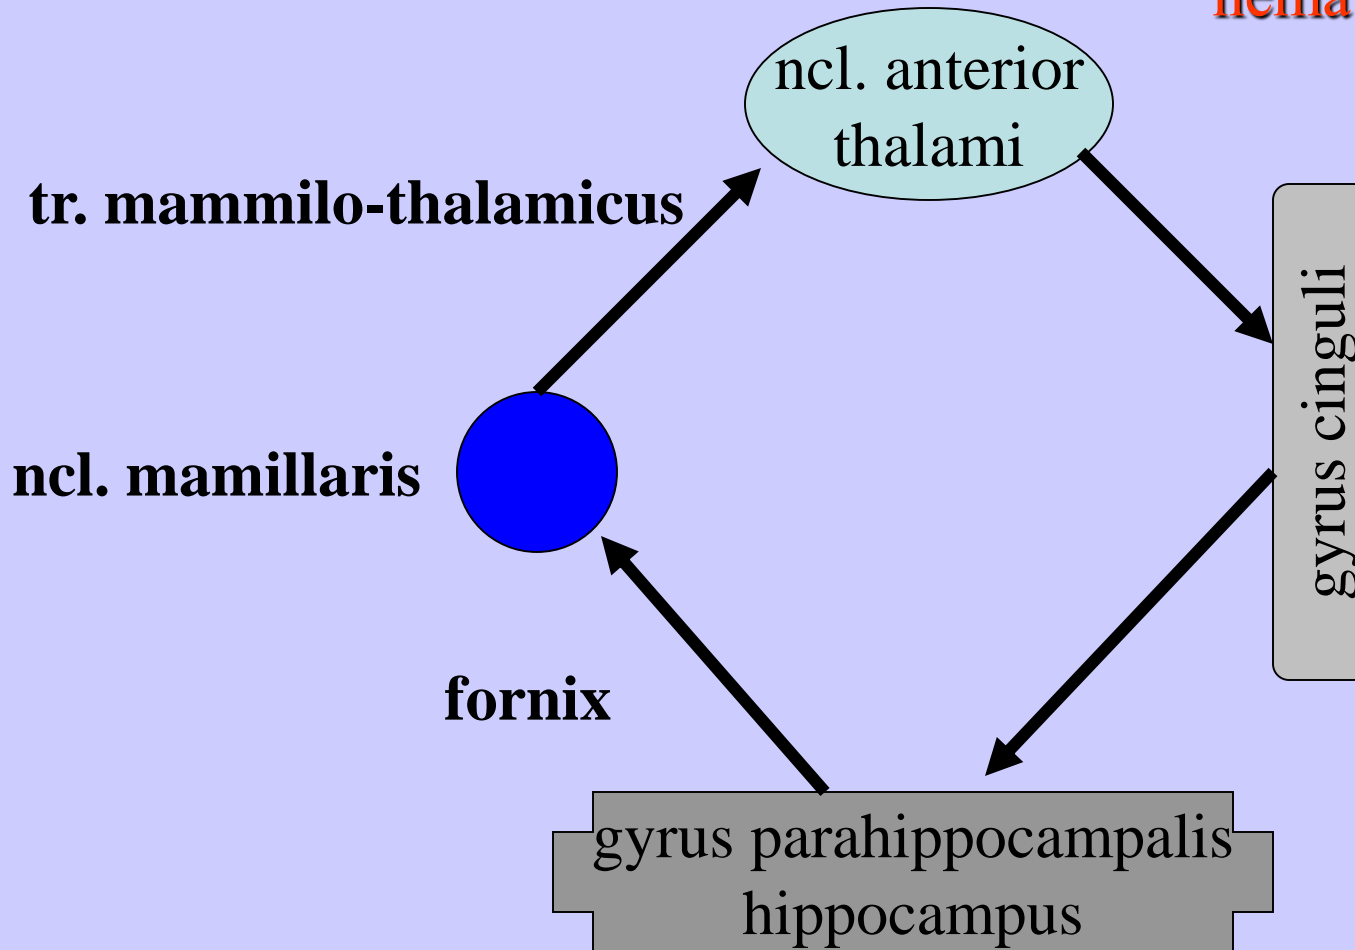 ncl. anterior
thalami
tr. mammilo-thalamicus
gyrus cinguli
ncl. mamillaris
fornix
gyrus parahippocampalis
hippocampus